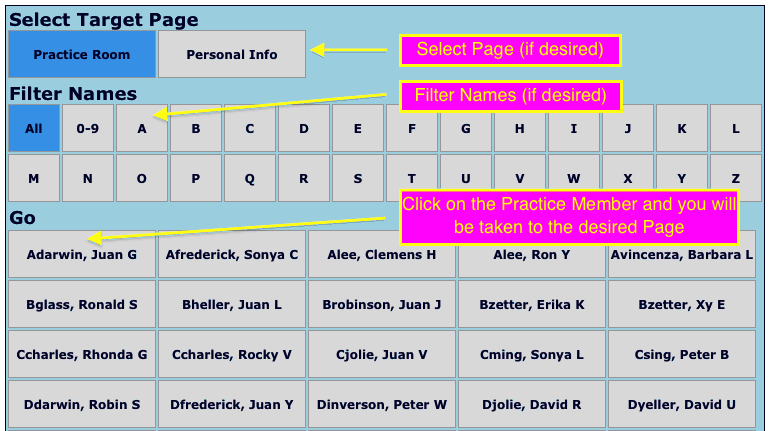 Select Target Page
Practice Room Personal Info
Select Page (if desired)
Filter Names
Filter Names (if desired)
All 0-9 A B C D E F G H I J K L
M N O P Q R S T U V W X Y Z
Go
Click on the Practice Member and you will
be taken to the desired Page
Adarwin, Juan G Afrederick, Sonya C Alee, Clemens H Alee, Ron Y Avincenza, Barbara L
Bglass, Ronald S Bheller, Juan L Brobinson, Juan J Bzetter, Erika K Bzetter, Xy E
Ccharles, Rhonda G Ccharles, Rocky V Cjolie, Juan V Cming, Sonya L Csing, Peter B
Ddarwin, Robin S Dfrederick, Juan Y Dinverson, Peter W Djolie, David R Dyeller, David U